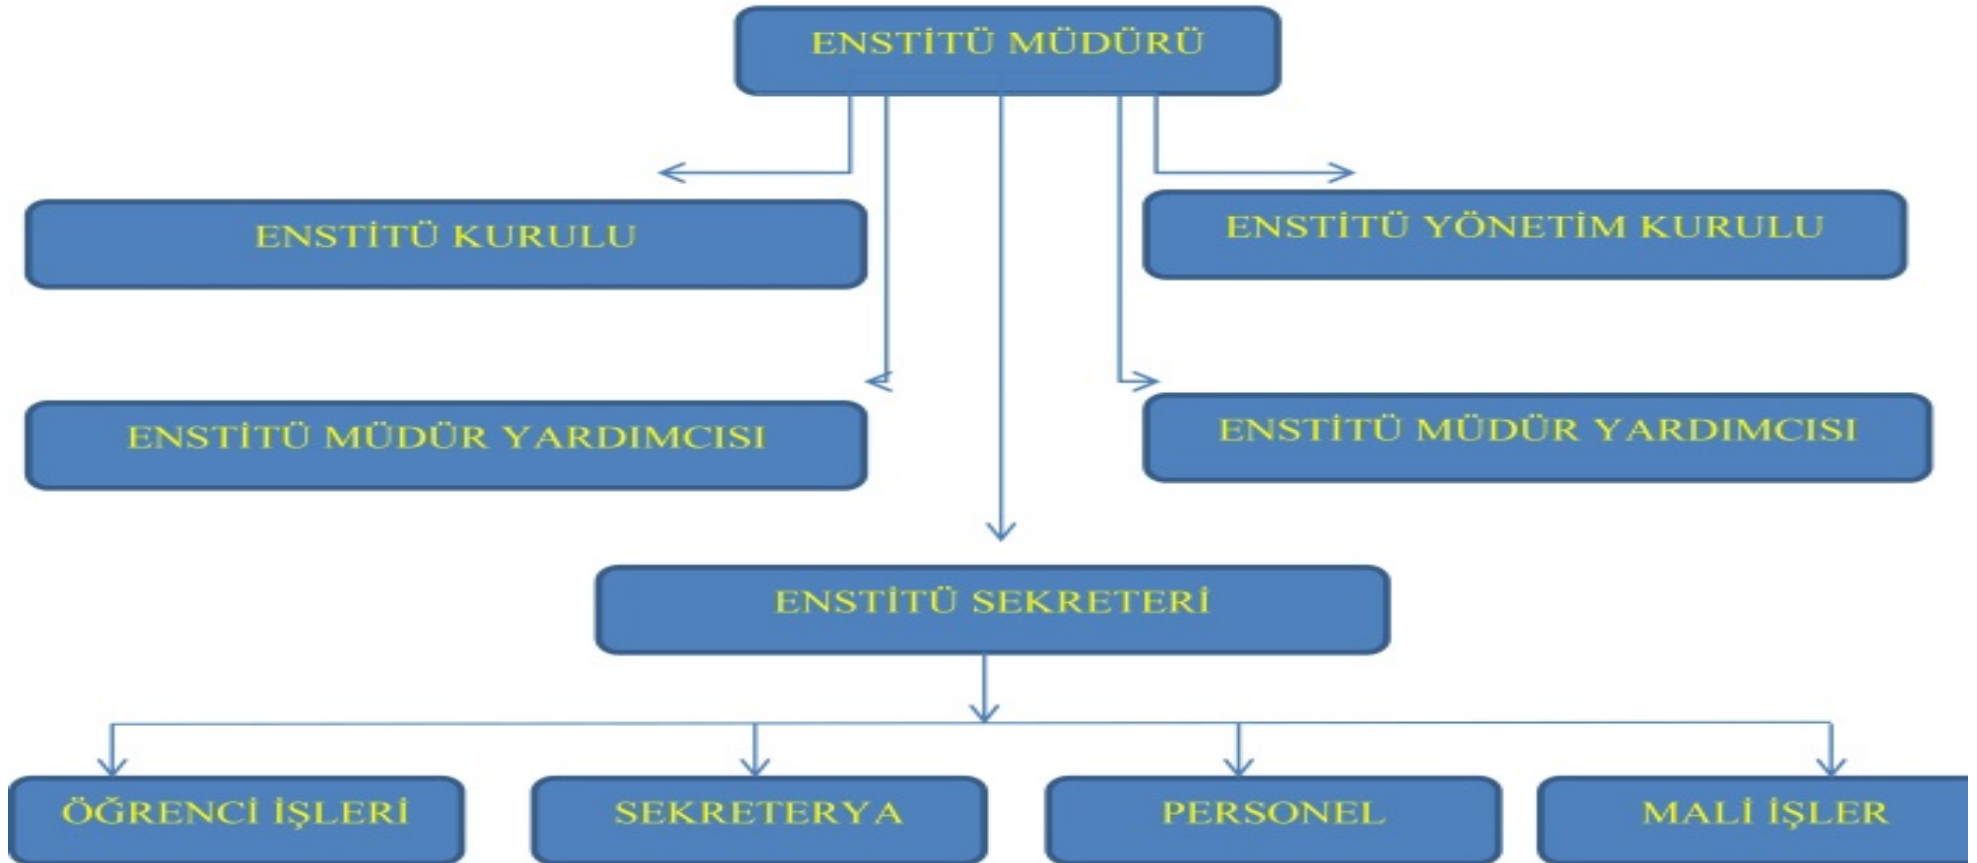 ENSTİTÜ MÜDÜRÜ
ENSTİTÜ KURULU
ENSTİTÜ YÖNETİM KURULU
ENSTİTÜ MÜDÜR YARDIMCISI
ENSTİTÜ MÜDÜR YARDIMCISI
ENSTİTÜ SEKRETERİ
ÖĞRENCİ İŞLERİ
SEKRETERYA
PERSONEL
MALİ İŞLER